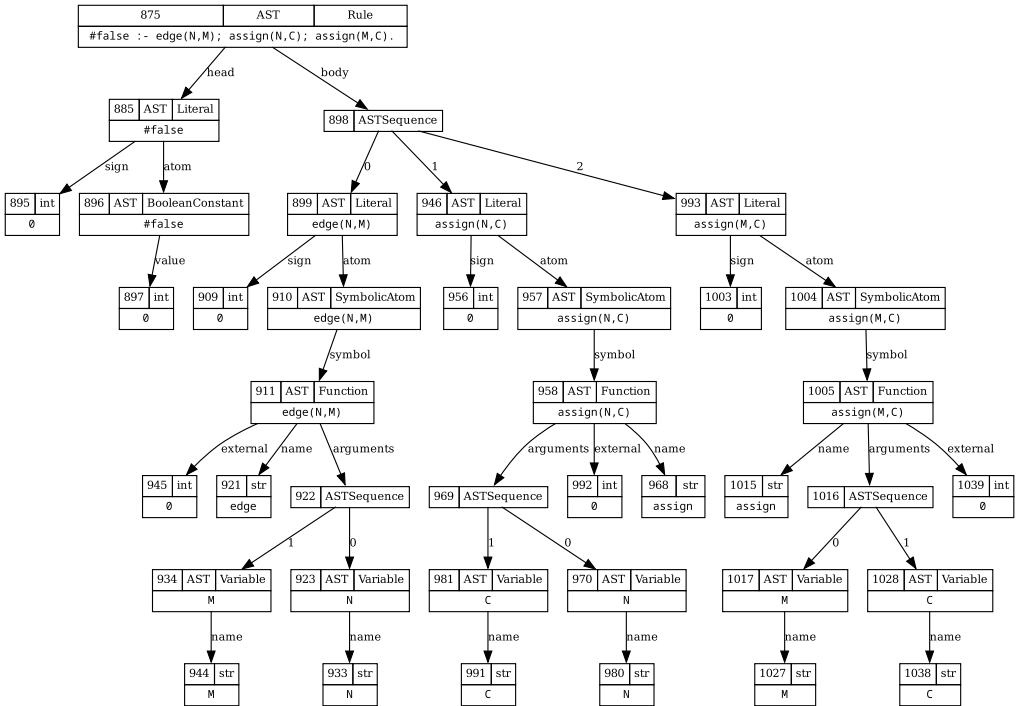 875 AST Rule
#false :- edge(N,M); assign(N,C); assign(M,C).
head body
885 AST Literal
#false
898 ASTSequence
sign atom 0 1 2
895 int
0
896 AST BooleanConstant
#false
899 AST Literal
edge(N,M)
946 AST Literal
assign(N,C)
993 AST Literal
assign(M,C)
value sign atom sign atom sign atom
897 int
0
909 int
0
910 AST SymbolicAtom
edge(N,M)
956 int
0
957 AST SymbolicAtom
assign(N,C)
1003 int
0
1004 AST SymbolicAtom
assign(M,C)
symbol symbol symbol
911 AST Function
edge(N,M)
958 AST Function
assign(N,C)
1005 AST Function
assign(M,C)
external name arguments arguments external name name arguments external
945 int
0
921 str
edge
922 ASTSequence
969 ASTSequence
992 int
0
968 str
assign
1015 str
assign
1016 ASTSequence
1039 int
0
1 0 1 0 0 1
934 AST Variable
M
923 AST Variable
N
981 AST Variable
C
970 AST Variable
N
1017 AST Variable
M
1028 AST Variable
C
name name name name name name
944 str
M
933 str
N
991 str
C
980 str
N
1027 str
M
1038 str
C